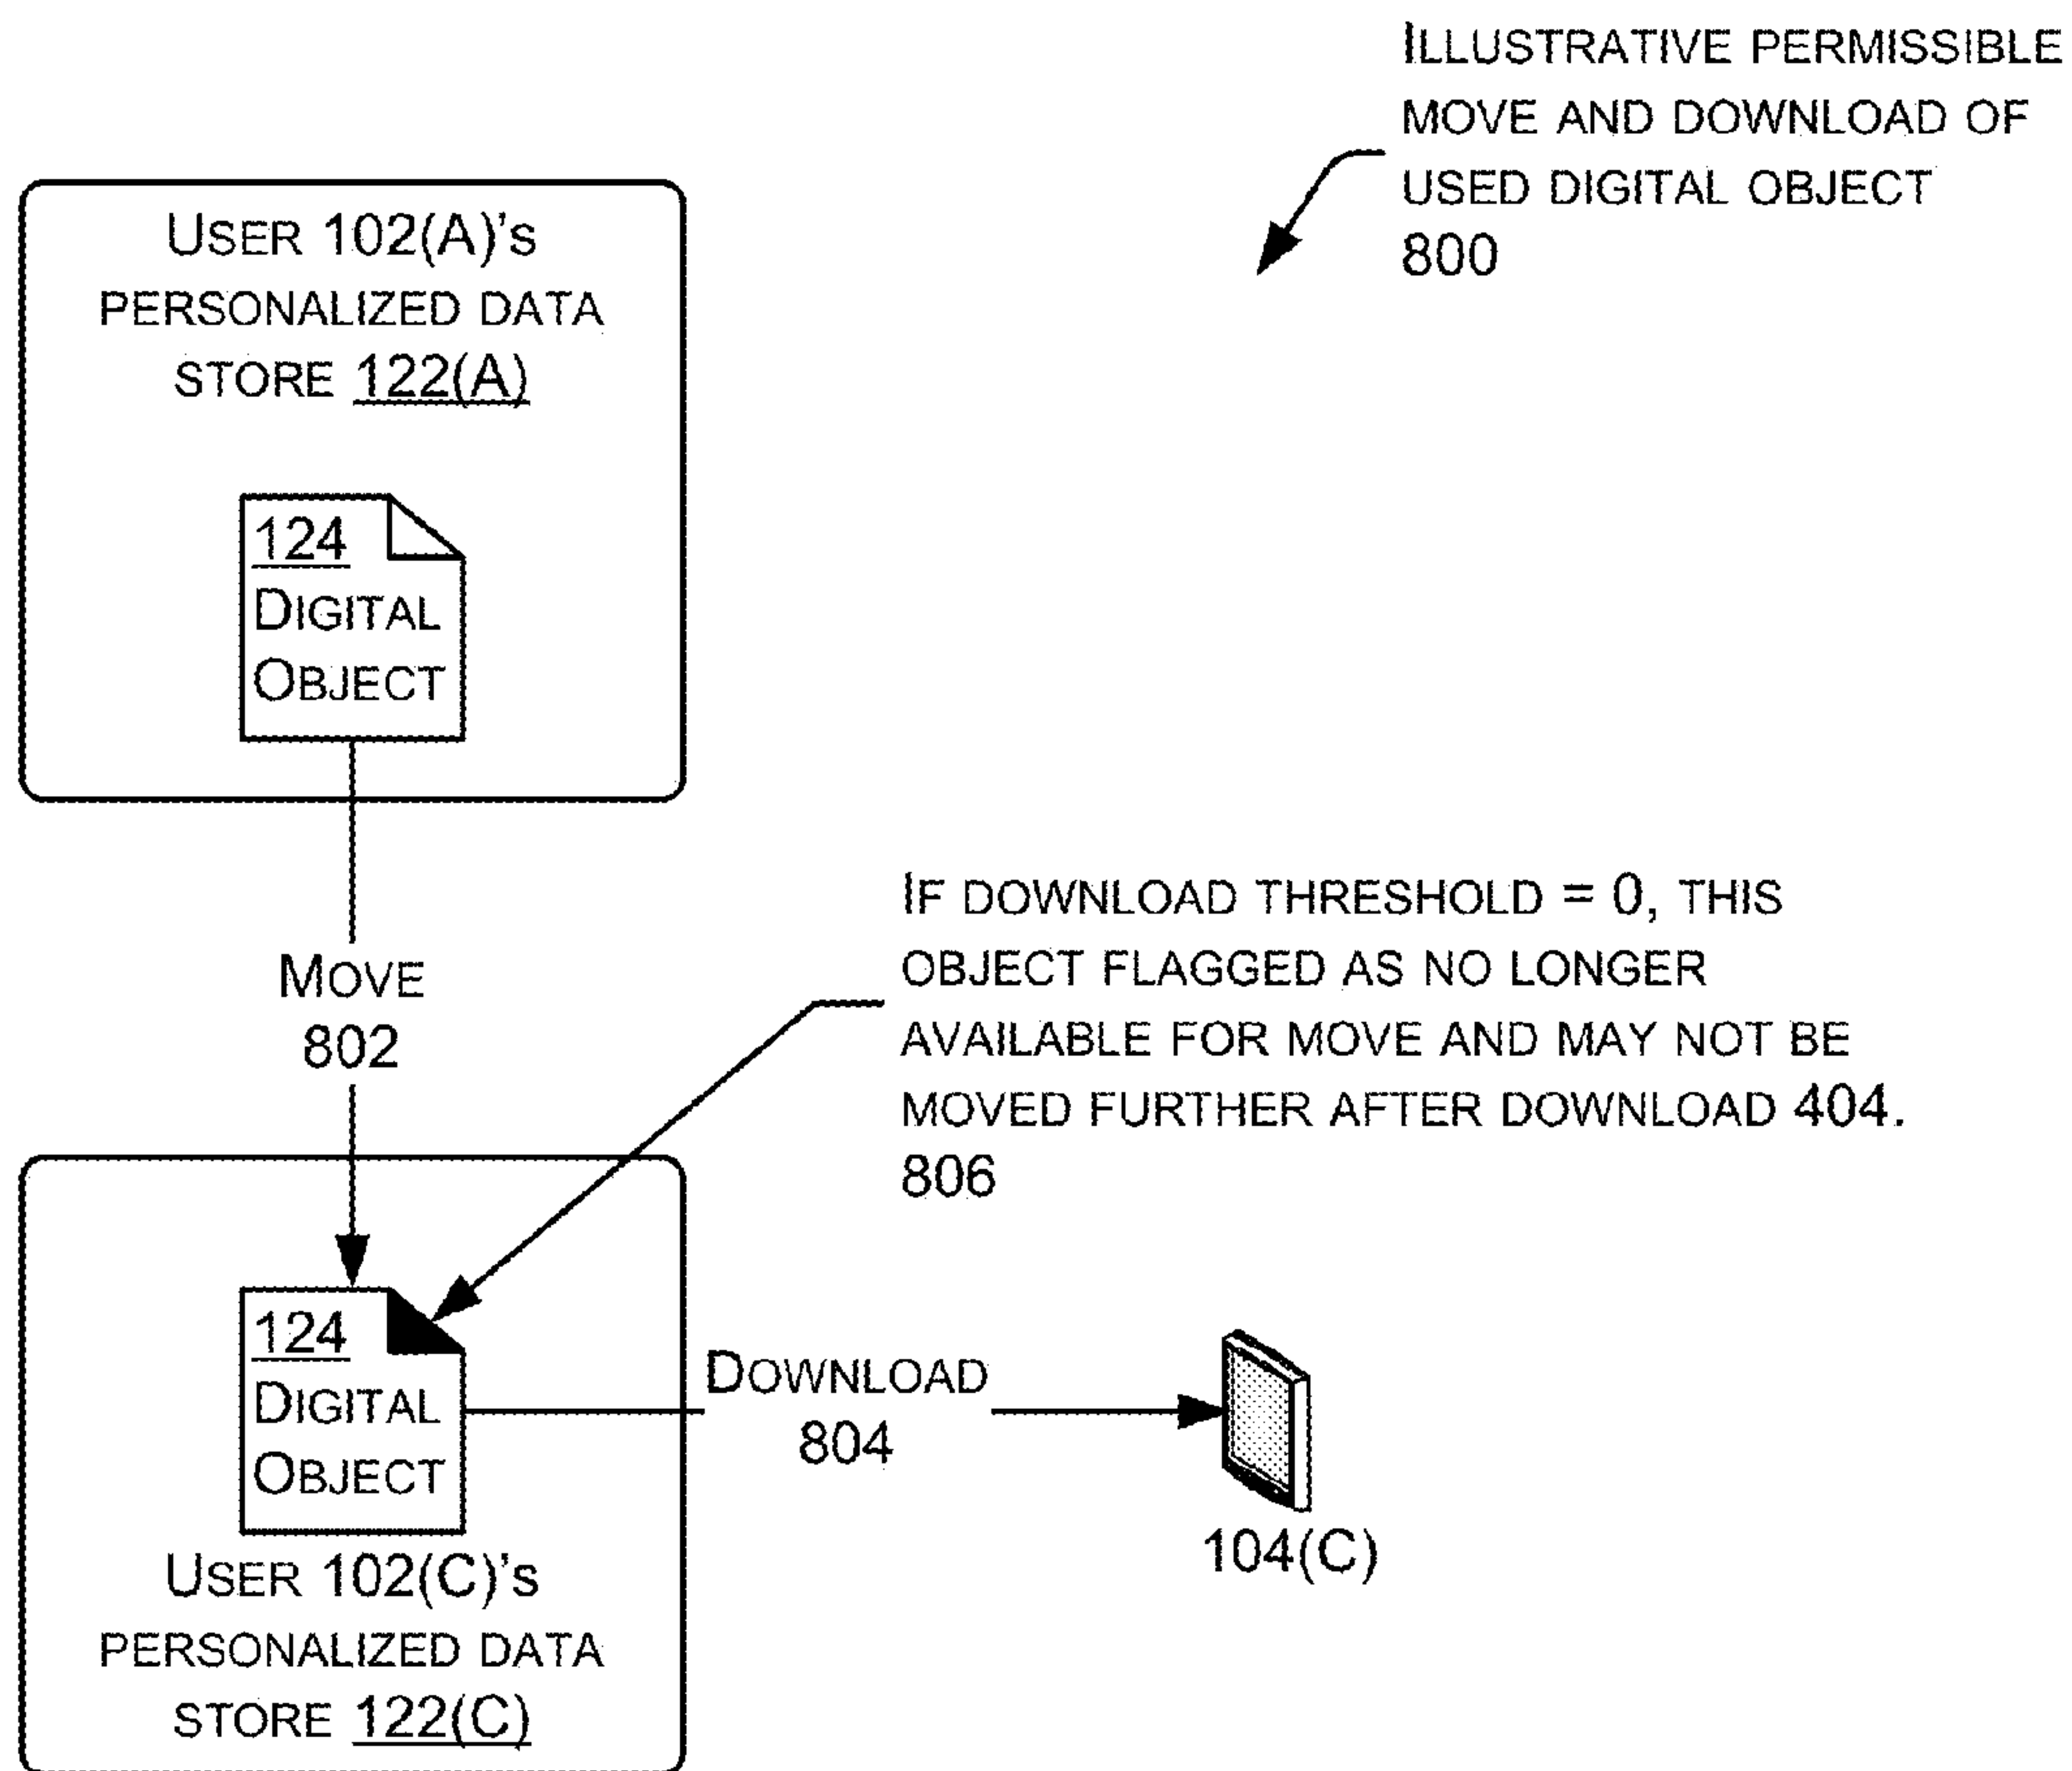 ILLUSTRATIVE PERMISSIBLE
MOVE AND DOWNLOAD OF
USED DIGITAL OBJECT
800
USER 102(A)'s
PERSONALIZED DATA
STORE 122(A)
124
DIGITAL
OBJECT
MOVE
802
IF DOWNLOAD THRESHOLD = 0, THIS
OBJECT FLAGGED AS NO LONGER
AVAILABLE FOR MOVE AND MAY NOT BE
MOVED FURTHER AFTER DOWNLOAD 404.
806
124
DIGITAL
OBJECT
DOWNLOAD
804
104(C)
USER 102(C)'s
PERSONALIZED DATA
STORE 122(C)